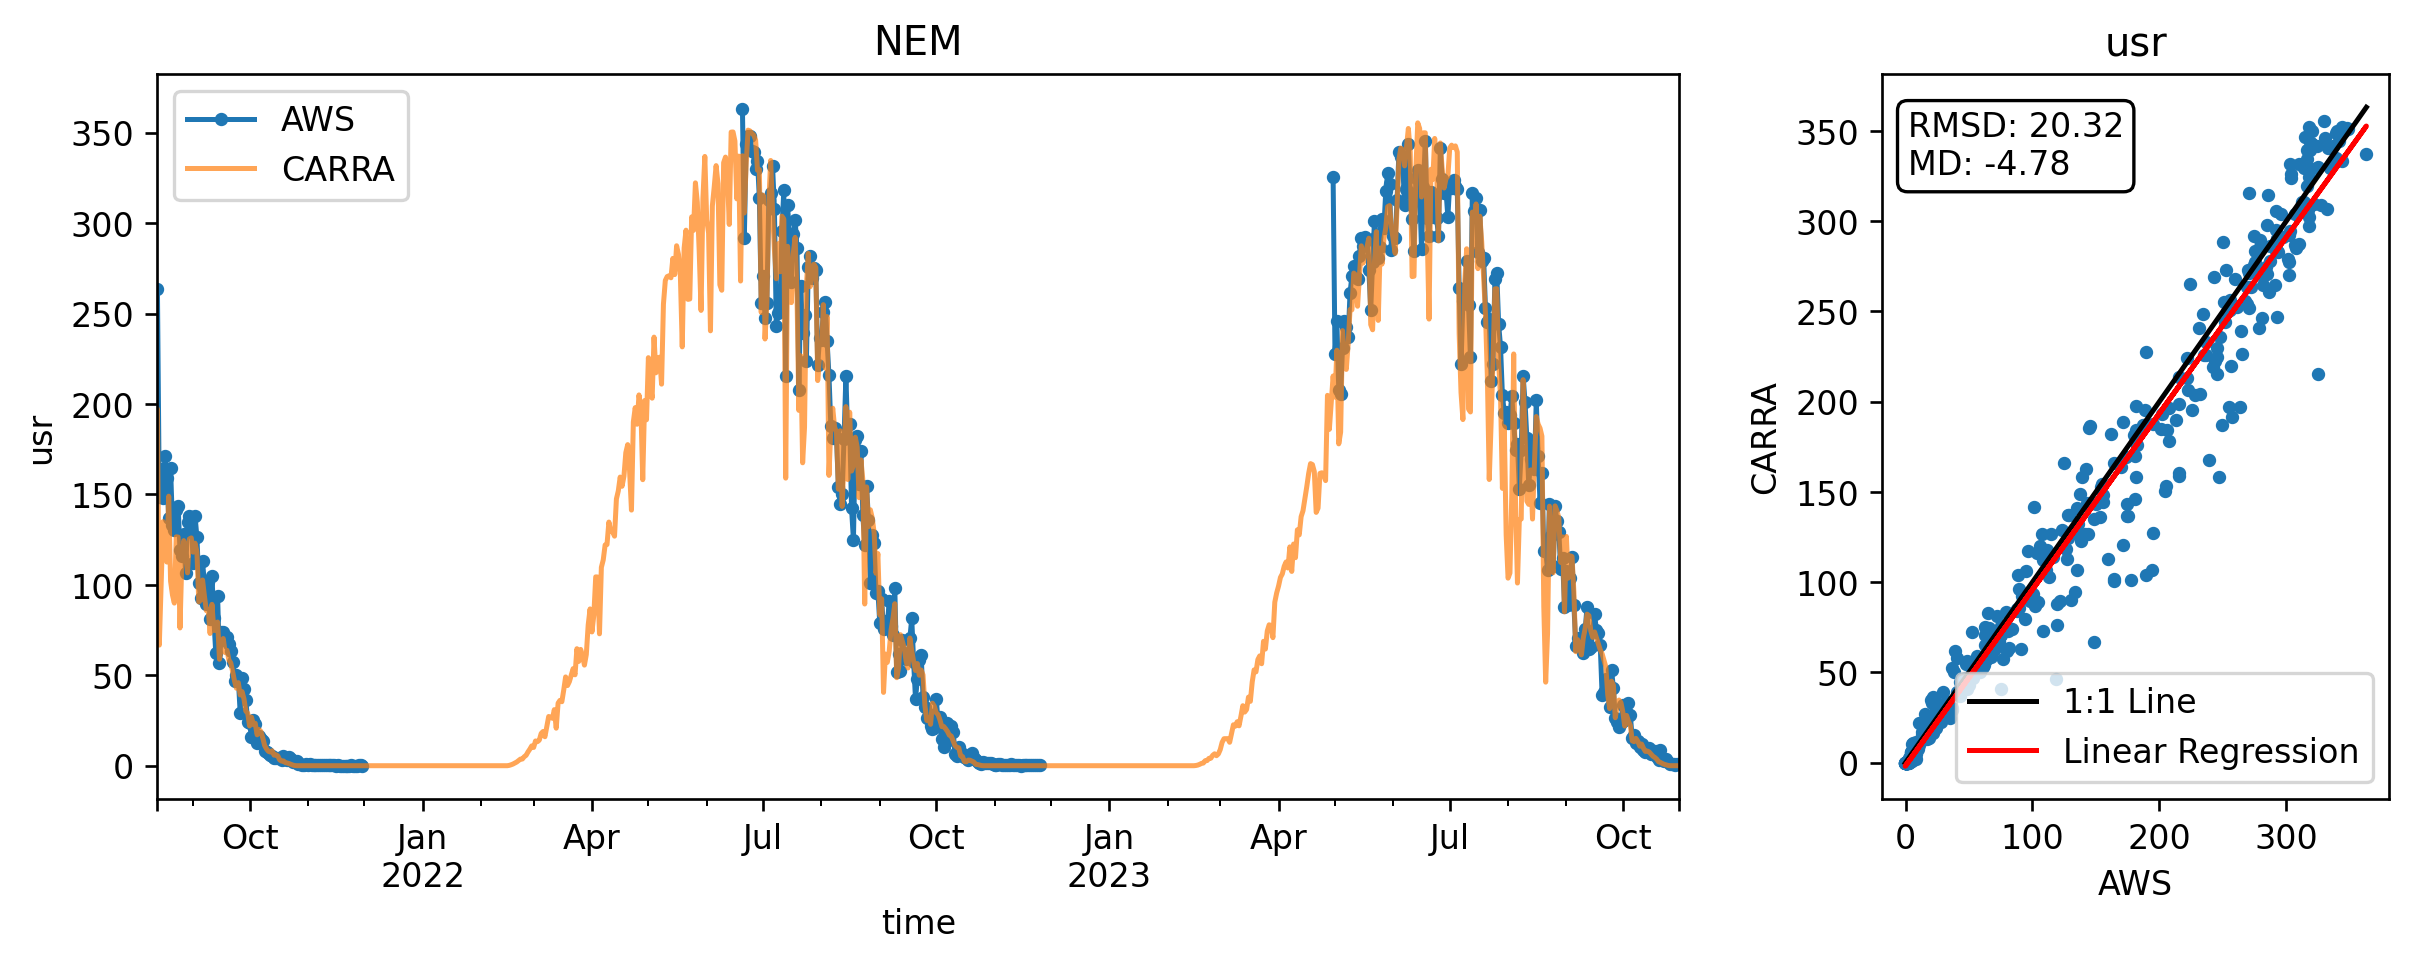 NEM
AWS
CARRA
350
300
250
200
150
100
50
0
usr
Oct
Jan
2022
Apr
Jul
Oct
Jan
2023
Apr
Jul
Oct
time
usr
RMSD: 20.32
MD: -4.78
350
300
250
200
150
100
50
0
CARRA
1:1 Line
Linear Regression
0
100
200
300
AWS